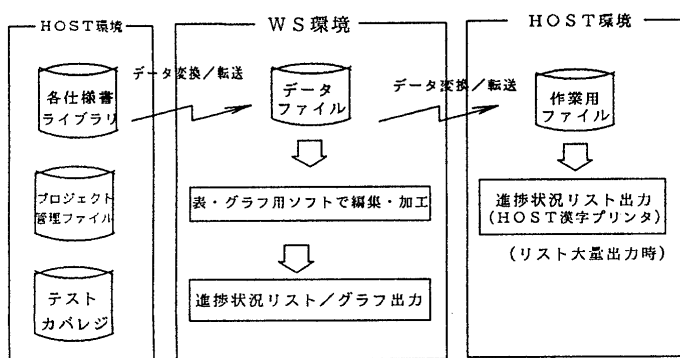 HOST環境
各仕様書
ライブラリ
プロジェクト
管理ファイル
テスト
カバレジ
データ変換／転送
WS環境
データ
ファイル
表・グラフ用ソフトで編集・加工
進捗状況リスト／グラフ出力
データ変換／転送
HOST環境
作業用
ファイル
進捗状況リスト出力
(HOST漢字プリンタ)
(リスト大量出力時)